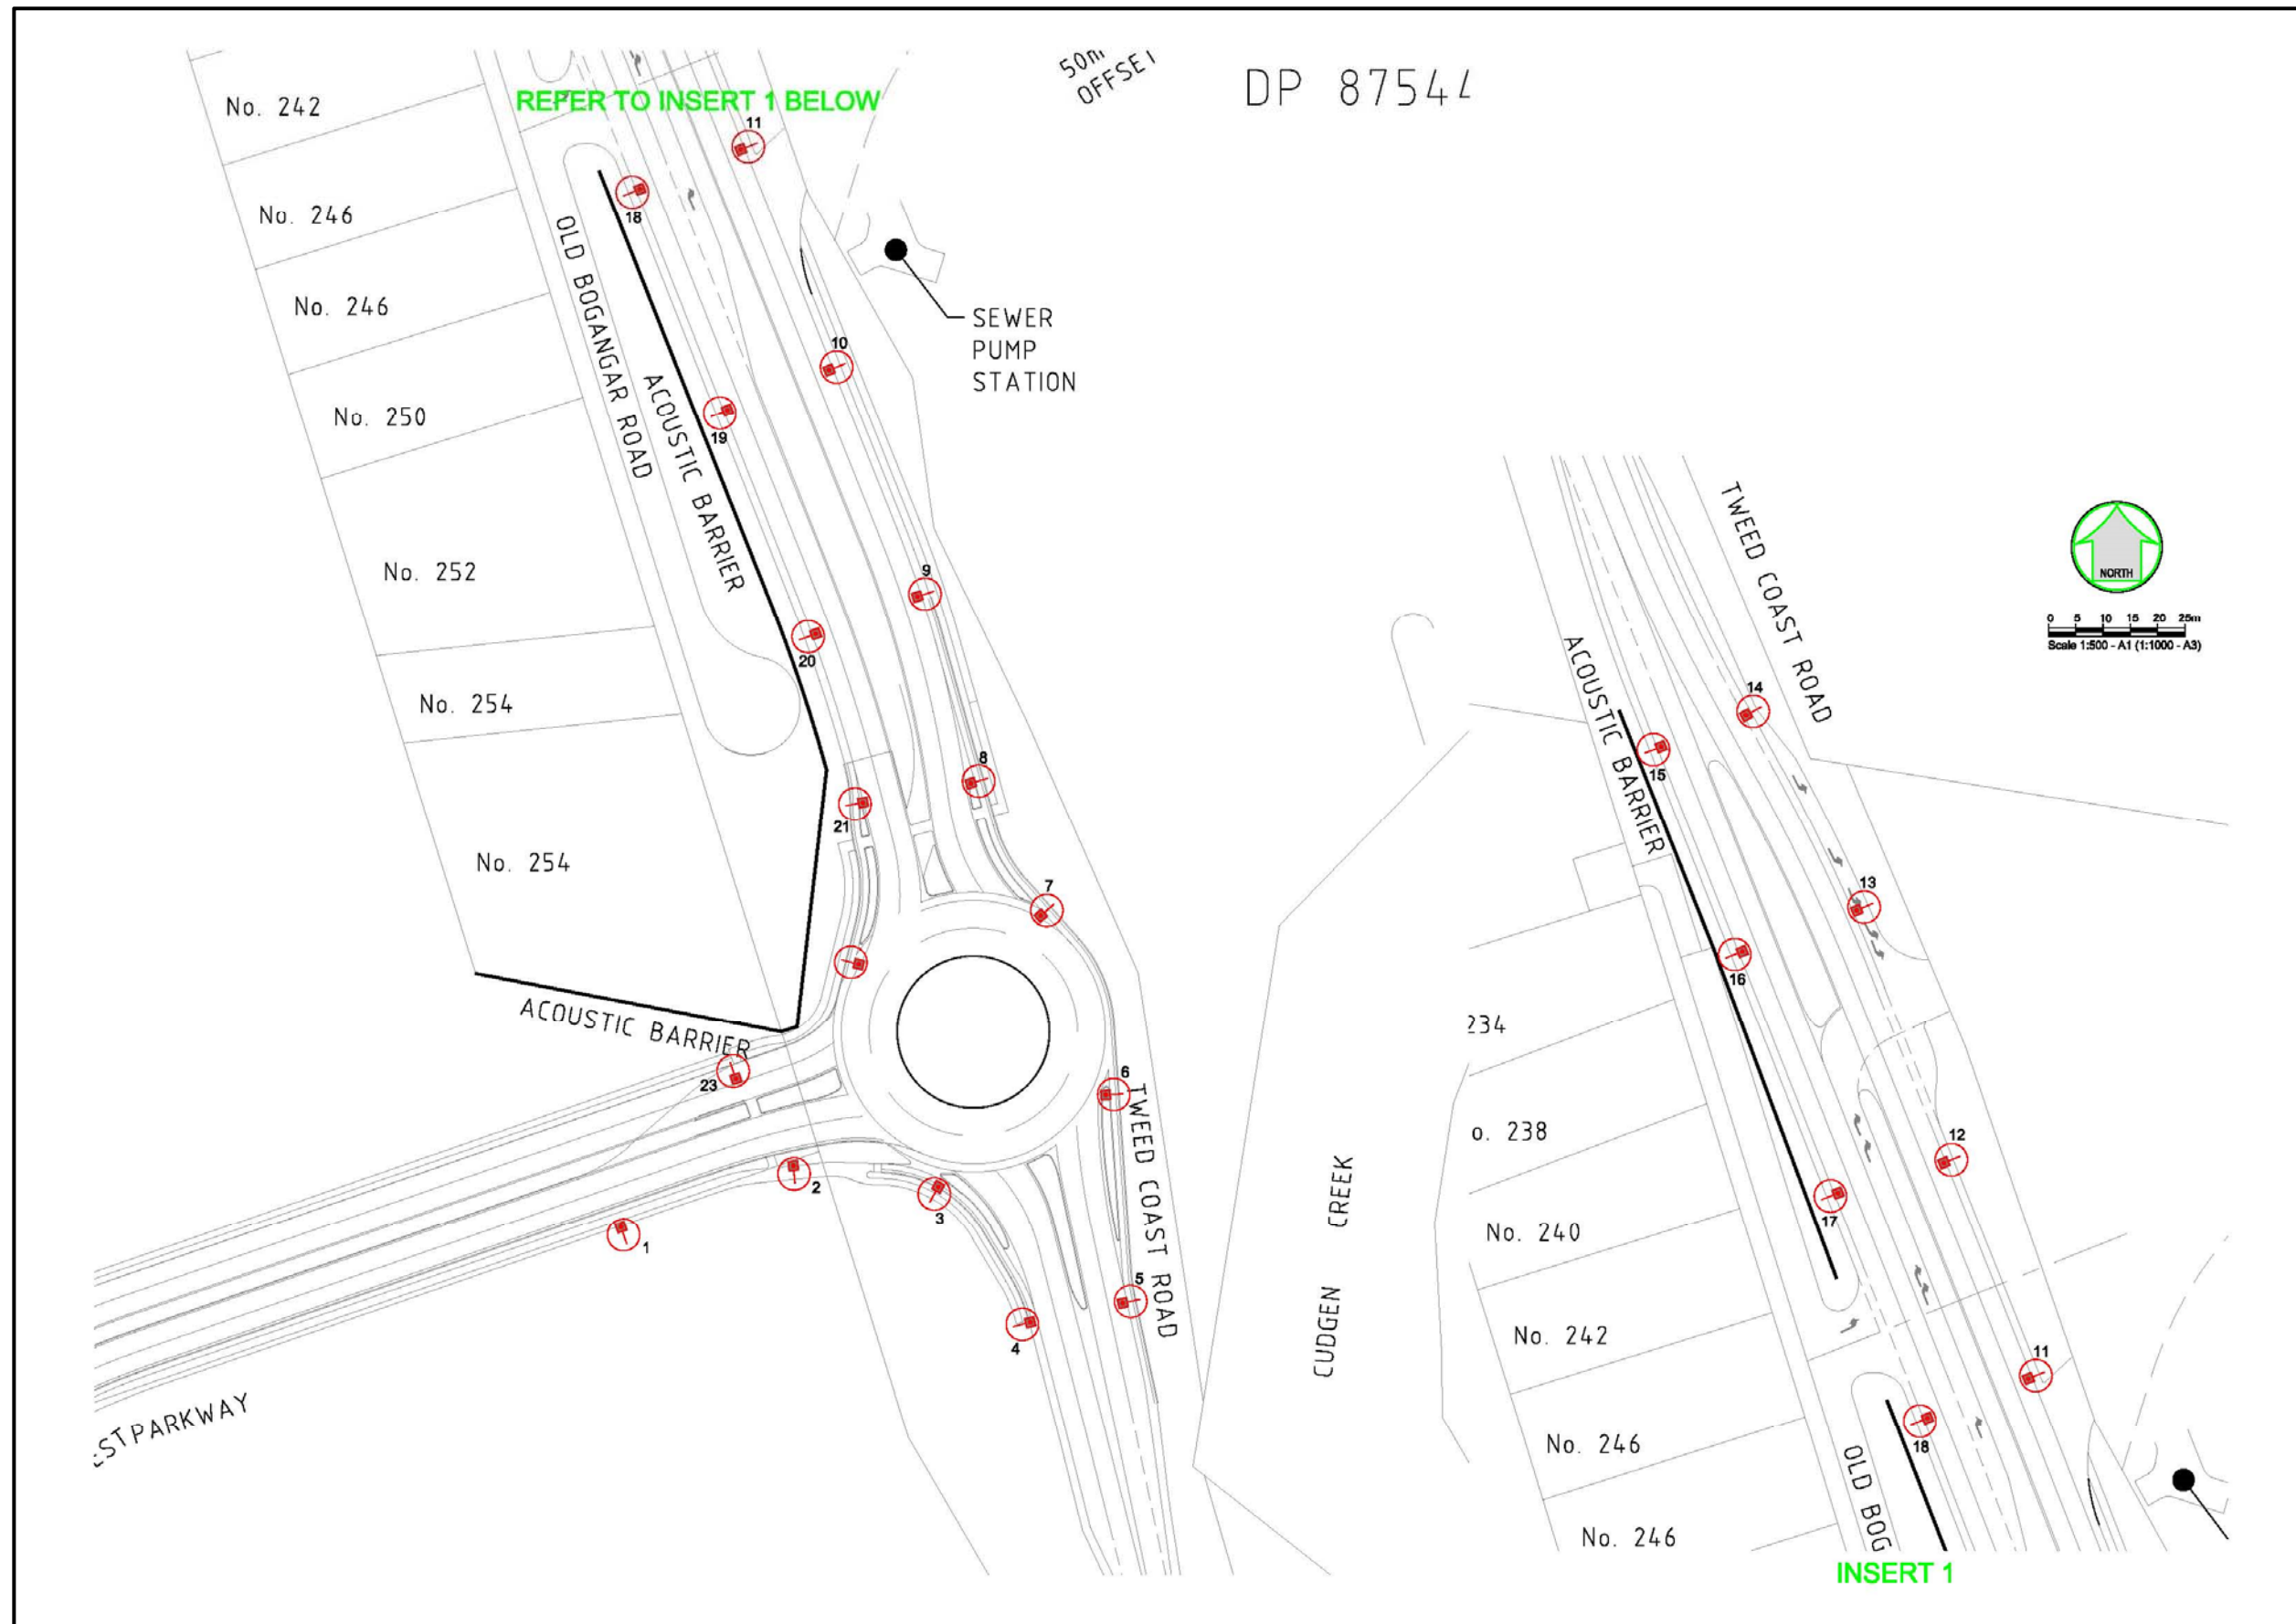 50m
OFFSET
DP 87544
No. 242
REFER TO INSERT 1 BELOW
11
No. 246
18
OLD BOGANGAR ROAD
No. 246
SEWER
PUMP
STATION
10
No. 250
19
ACOUSTIC BARRIER
No. 252
9
20
No. 254
8
21
No. 254
7
ACOUSTIC BARRIER
23
6
TWEED COAST ROAD
2
3
1
5
4
PARKWAY
CUDGEN CREEK
TWEED COAST ROAD
NORTH
0 5 10 15 20 25m
Scale 1:500 - A1 (1:1000 - A3)
ACOUSTIC BARRIER
14
15
13
16
234
12
o. 238
17
No. 240
No. 242
11
No. 246
18
OLD BOG
No. 246
INSERT 1